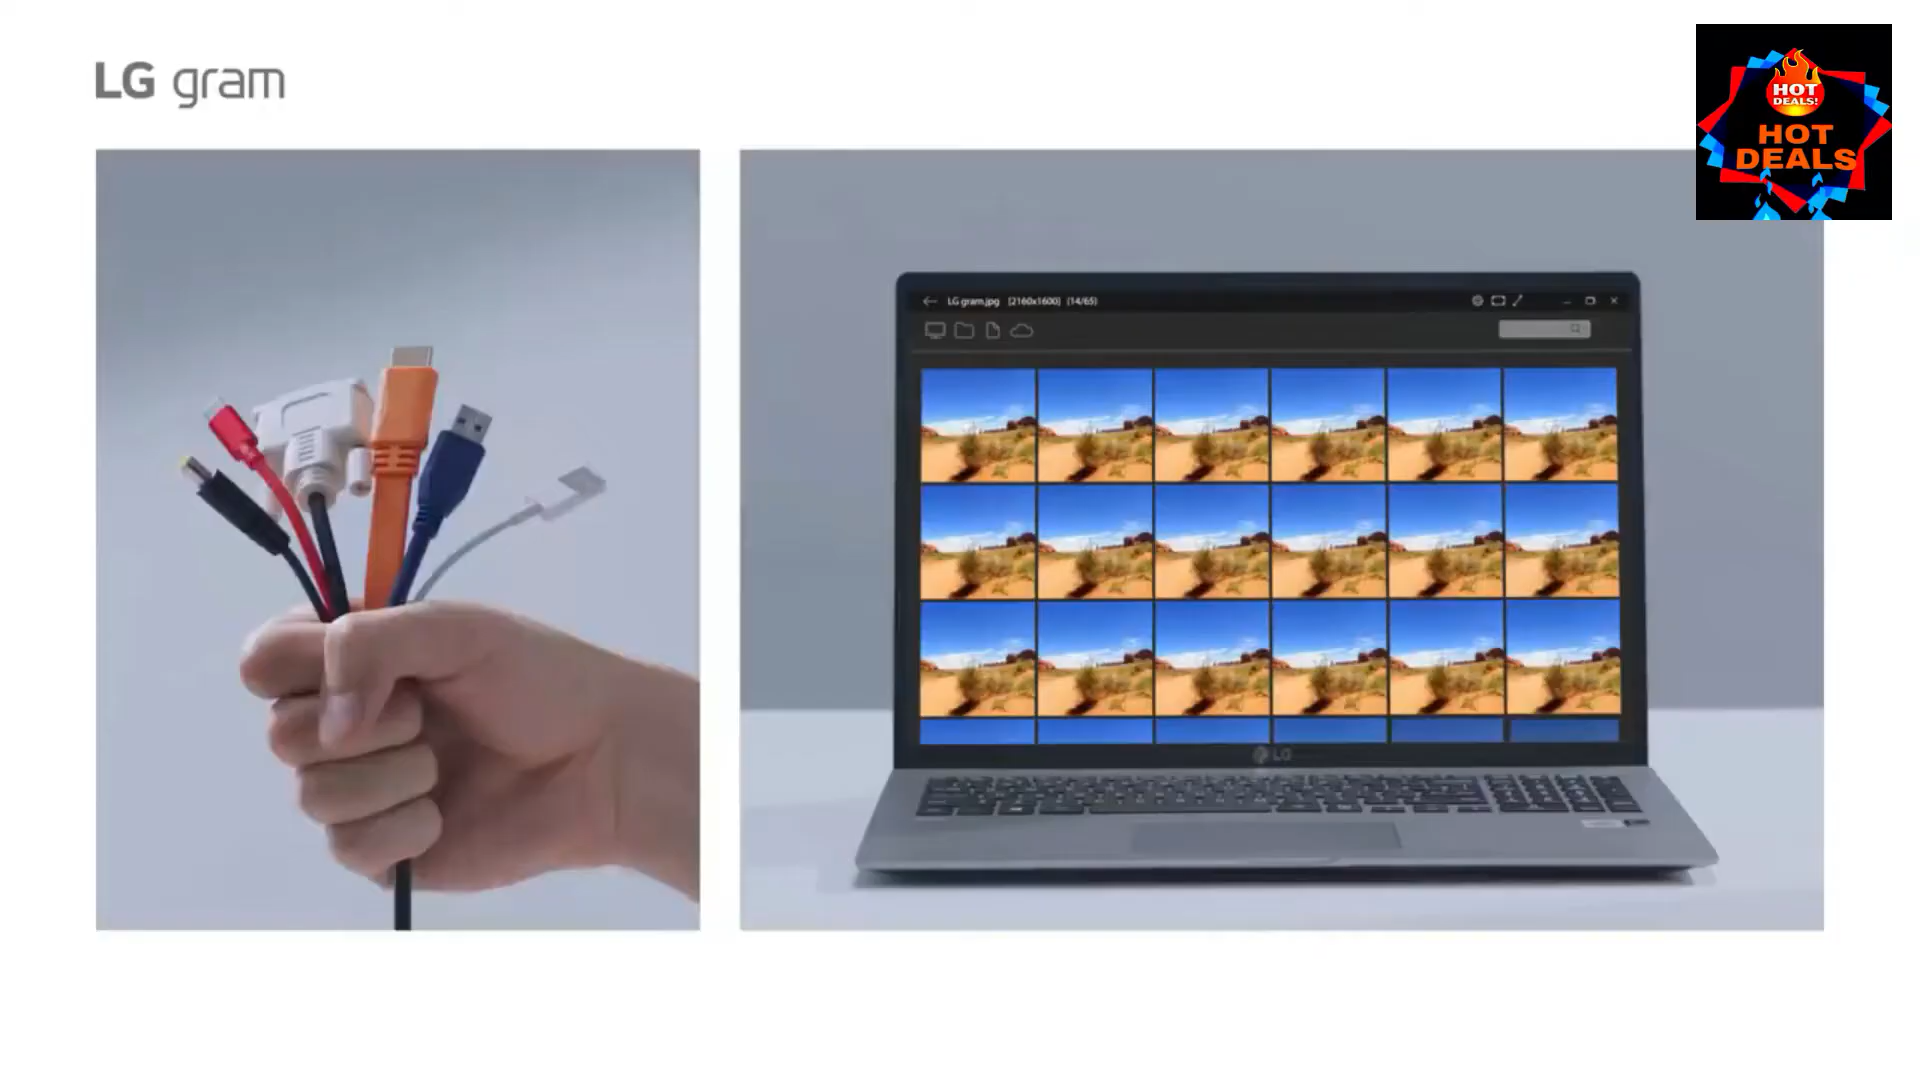 LG gram
HOT
DEALS!
HOT
DEALS
LG gram.jpg [2160x1600] (14/65)
LG